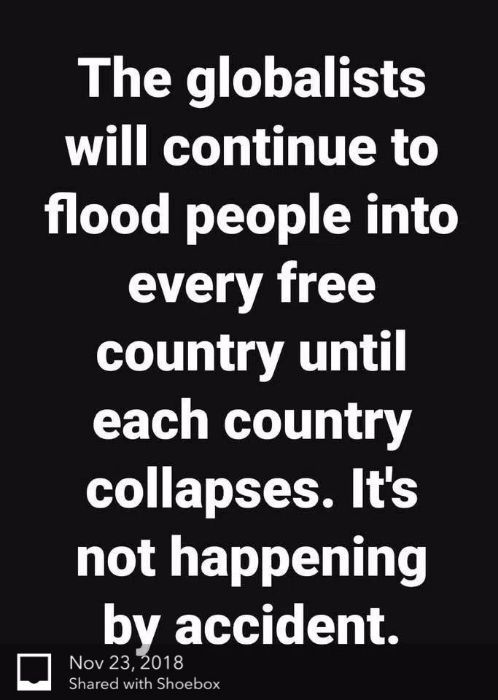 The globalists
will continue to
flood people into
every free
country until
each country
collapses. It's
not happening
by accident.
Nov 23, 2018
Shared with Shoebox